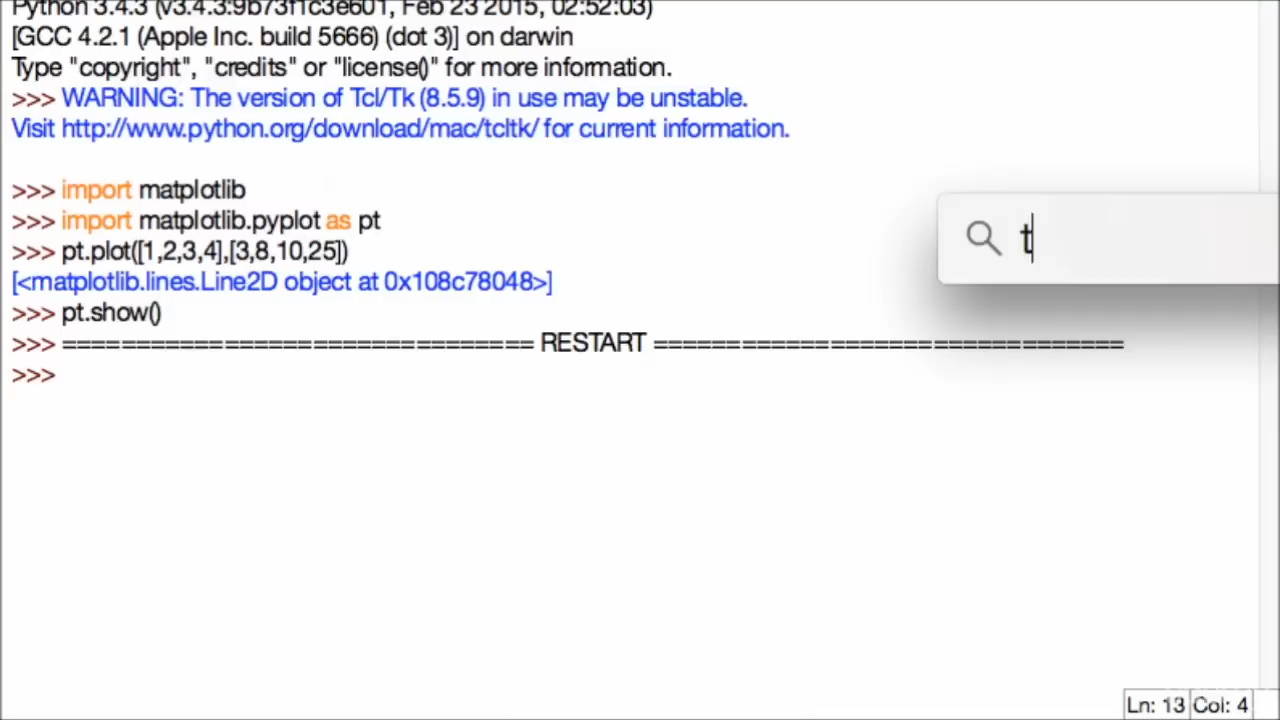 Python 3.4.3 (v3.4.3:9b73f1c3e601, Feb 23 2015, 02:52:03)
[GCC 4.2.1 (Apple Inc. build 5666) (dot 3)] on darwin
Type "copyright", "credits" or "license()" for more information.
>>> WARNING: The version of Tcl/Tk (8.5.9) in use may be unstable.
Visit http://www.python.org/download/mac/tcltk/ for current information.
>>> import matplotlib
>>> import matplotlib.pyplot as pt
>>> pt.plot([1,2,3,4],[3,8,10,25])
[<matplotlib.lines.Line2D object at 0x108c78048>]
>>> pt.show()
>>> ================================ RESTART ================================
>>>
t
Ln: 13 Col: 4